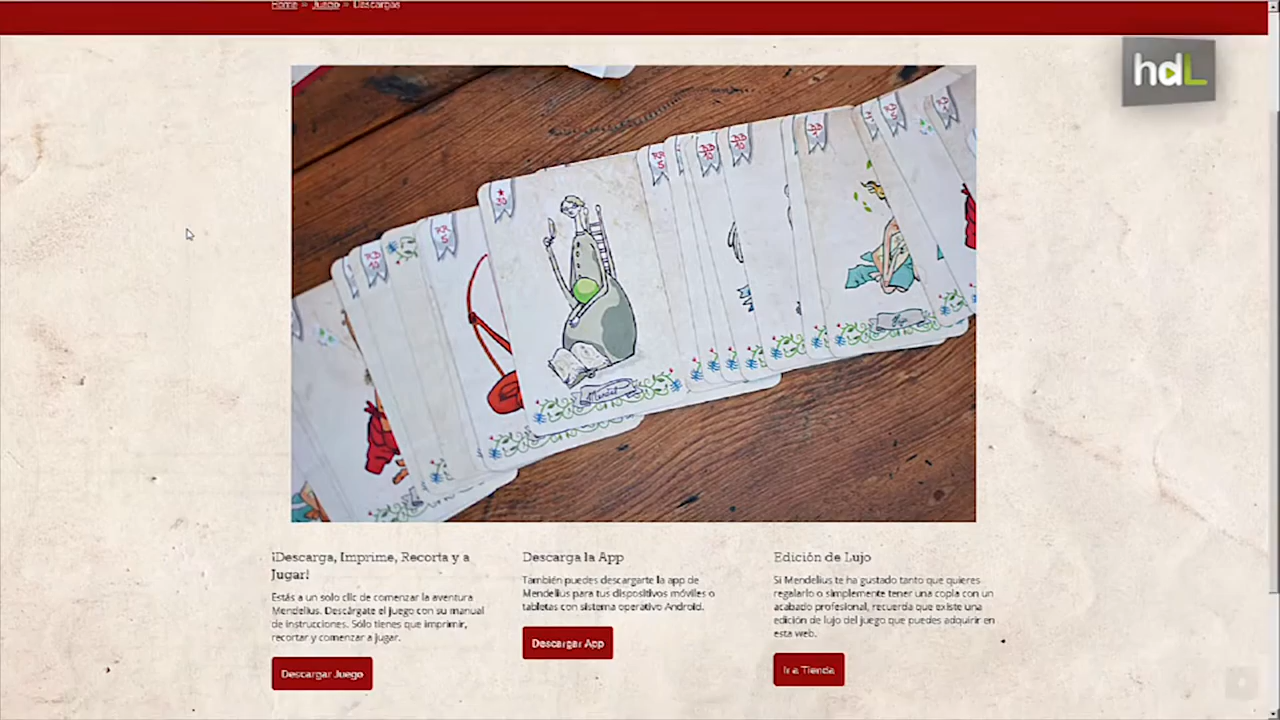 Home » Juego » Descargas
hdL
Mendel
¡Descarga, Imprime, Recorta y a
Jugar!
Estás a un solo clic de comenzar la aventura
Mendelius. Descárgate el juego con su manual
de instrucciones. Sólo tienes que imprimir,
recortar y comenzar a jugar.
Descargar Juego
Descarga la App
También puedes descargarte la app de
Mendelius para tus dispositivos móviles o
tabletas con sistema operativo Android.
Descargar App
Edición de Lujo
Si Mendelius te ha gustado tanto que quieres
regalarlo o simplemente tener una copia con un
acabado profesional, recuerda que existe una
edición de lujo del juego que puedes adquirir en
esta web.
Ir a Tienda